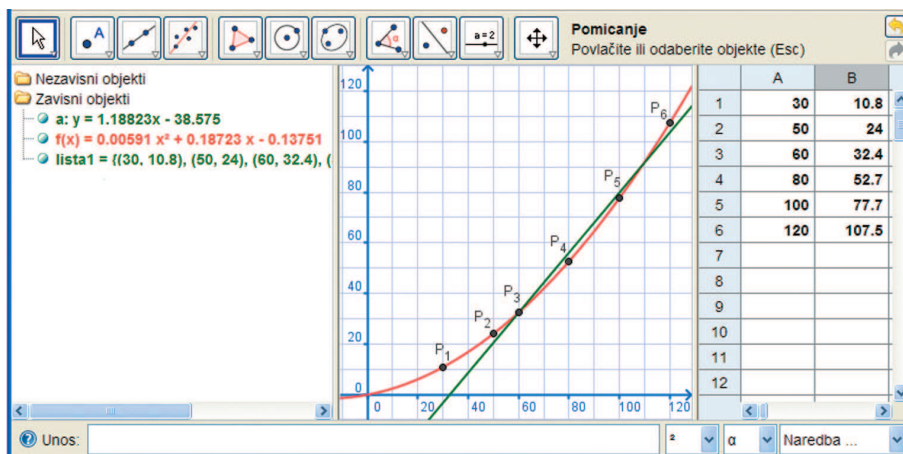 A
α
a=2
Pomicanje
Povlačite ili odaberite objekte (Esc)
Nezavisni objekti
Zavisni objekti
a: y = 1.18823x - 38.575
f(x) = 0.00591 x² + 0.18723 x - 0.13751
lista1 = {(30, 10.8), (50, 24), (60, 32.4), (
120
100
80
60
40
20
0
0 20 40 60 80 100 120
P₁
P₂
P₃
P₄
P₅
P₆
A B
1 30 10.8
2 50 24
3 60 32.4
4 80 52.7
5 100 77.7
6 120 107.5
7
8
9
10
11
12
Unos:
²
α
Naredba ...